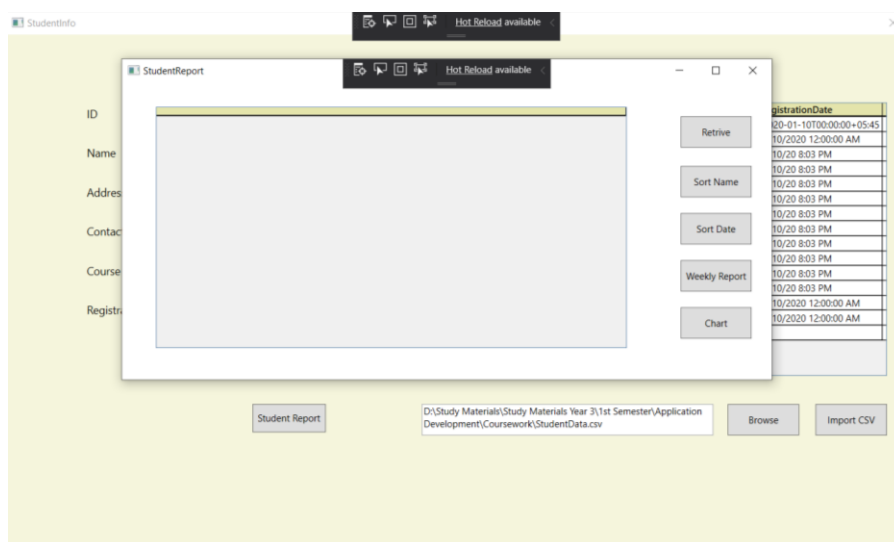 StudentInfo
Hot Reload available
StudentReport
Hot Reload available
ID
Name
Addres
Contac
Course
Registr
Retrive
Sort Name
Sort Date
Weekly Report
Chart
gistrationDate
20-01-10T00:00:00+05:45
10/2020 12:00:00 AM
10/20 8:03 PM
10/20 8:03 PM
10/20 8:03 PM
10/20 8:03 PM
10/20 8:03 PM
10/20 8:03 PM
10/20 8:03 PM
10/20 8:03 PM
10/20 8:03 PM
10/20 8:03 PM
10/2020 12:00:00 AM
10/2020 12:00:00 AM
Student Report
D:\Study Materials\Study Materials Year 3\1st Semester\Application
Development\Coursework\StudentData.csv
Browse
Import CSV